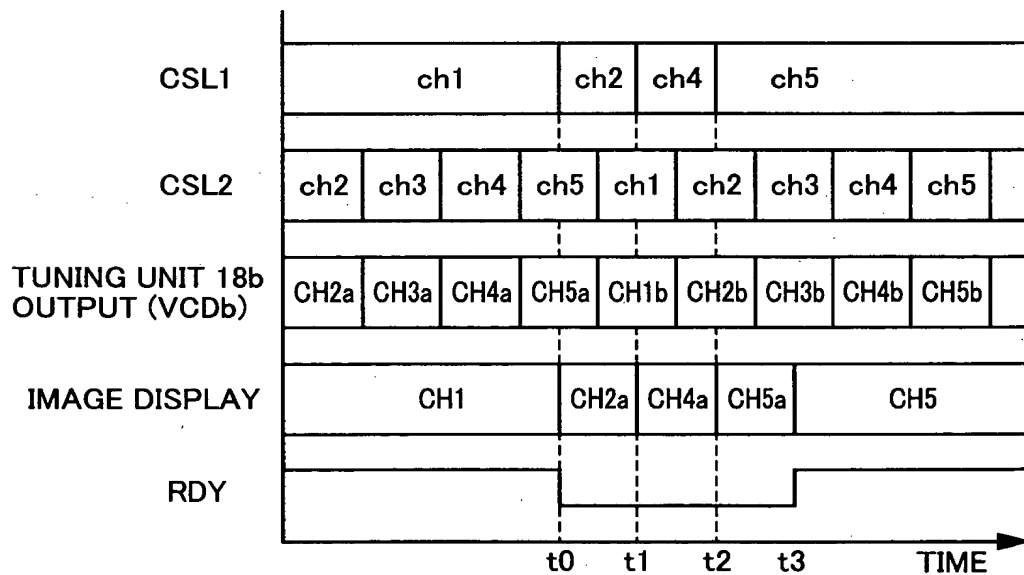 CSL1 ch1 ch2 ch4 ch5
CSL2 ch2 ch3 ch4 ch5 ch1 ch2 ch3 ch4 ch5
TUNING UNIT 18b
OUTPUT (VCDb) CH2a CH3a CH4a CH5a CH1b CH2b CH3b CH4b CH5b
IMAGE DISPLAY CH1 CH2a CH4a CH5a CH5
RDY
t0 t1 t2 t3 TIME